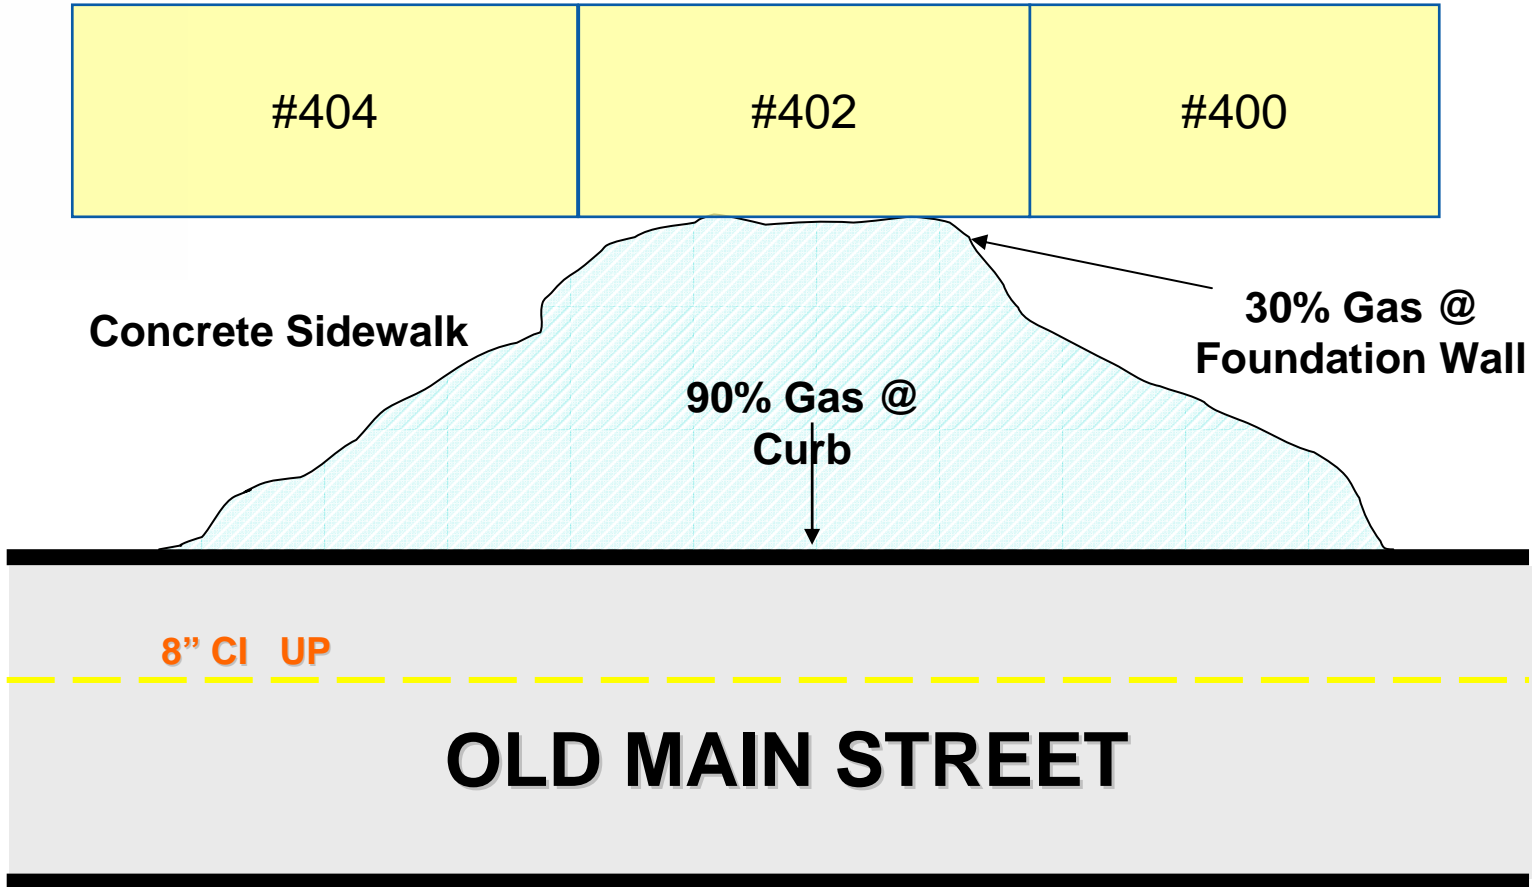 #404
#402
#400
Concrete Sidewalk
30% Gas @
Foundation Wall
90% Gas @
Curb
8” CI   UP
OLD MAIN STREET